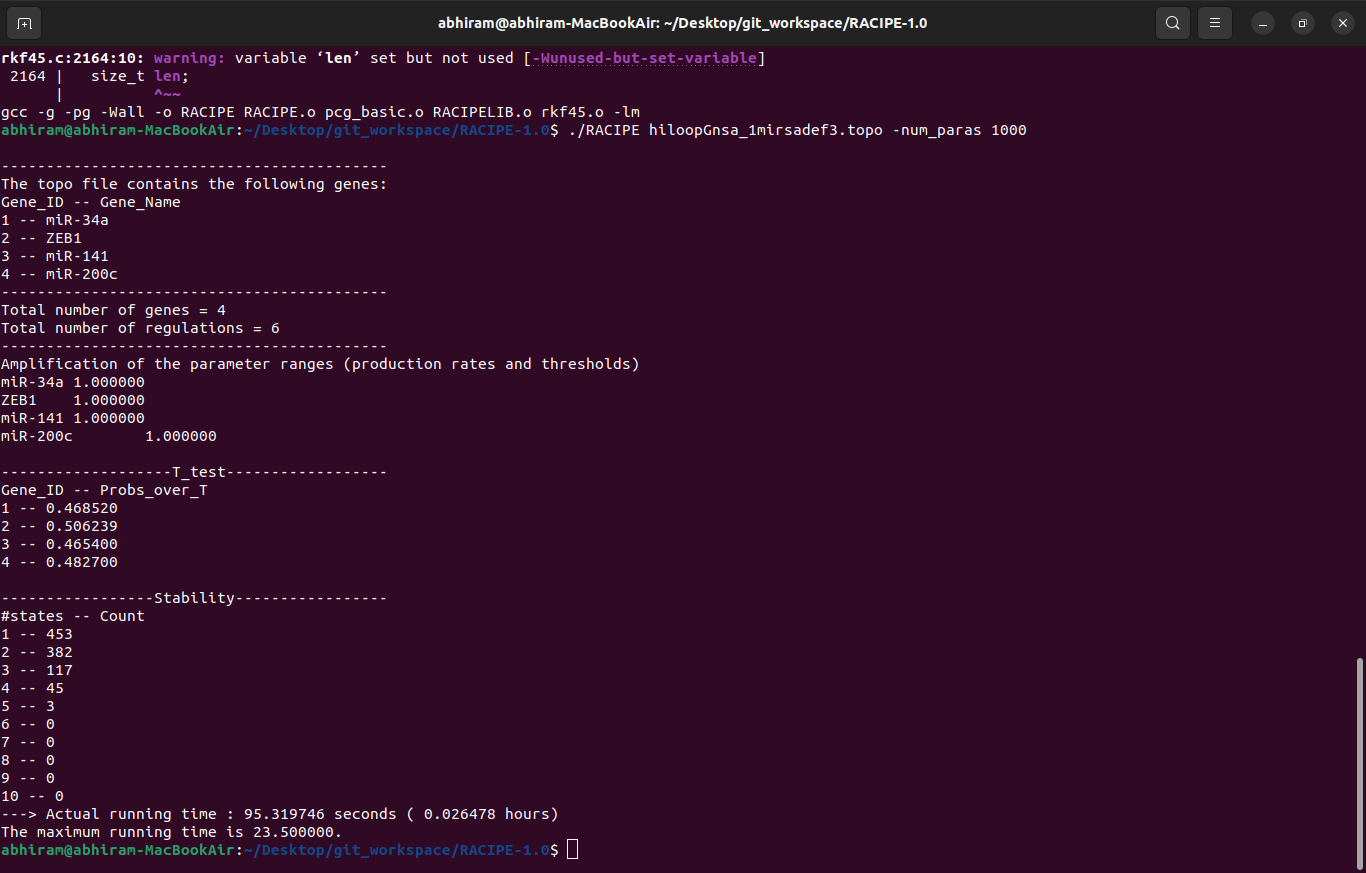 abhiram@abhiram-MacBookAir: ~/Desktop/git_workspace/RACIPE-1.0
rkf45.c:2164:10: warning: variable ‘len’ set but not used [-Wunused-but-set-variable]
 2164 |   size_t len;
      |          ^~~
gcc -g -pg -Wall -o RACIPE RACIPE.o pcg_basic.o RACIPELIB.o rkf45.o -lm
abhiram@abhiram-MacBookAir:~/Desktop/git_workspace/RACIPE-1.0$ ./RACIPE hiloopGnsa_1mirsadef3.topo -num_paras 1000
-------------------------------------------
The topo file contains the following genes:
Gene_ID -- Gene_Name
1 -- miR-34a
2 -- ZEB1
3 -- miR-141
4 -- miR-200c
-------------------------------------------
Total number of genes = 4
Total number of regulations = 6
-------------------------------------------
Amplification of the parameter ranges (production rates and thresholds)
miR-34a 1.000000
ZEB1    1.000000
miR-141 1.000000
miR-200c        1.000000
-------------------T_test------------------
Gene_ID -- Probs_over_T
1 -- 0.468520
2 -- 0.506239
3 -- 0.465400
4 -- 0.482700
-----------------Stability-----------------
#states -- Count
1 -- 453
2 -- 382
3 -- 117
4 -- 45
5 -- 3
6 -- 0
7 -- 0
8 -- 0
9 -- 0
10 -- 0
---> Actual running time : 95.319746 seconds ( 0.026478 hours)
The maximum running time is 23.500000.
abhiram@abhiram-MacBookAir:~/Desktop/git_workspace/RACIPE-1.0$